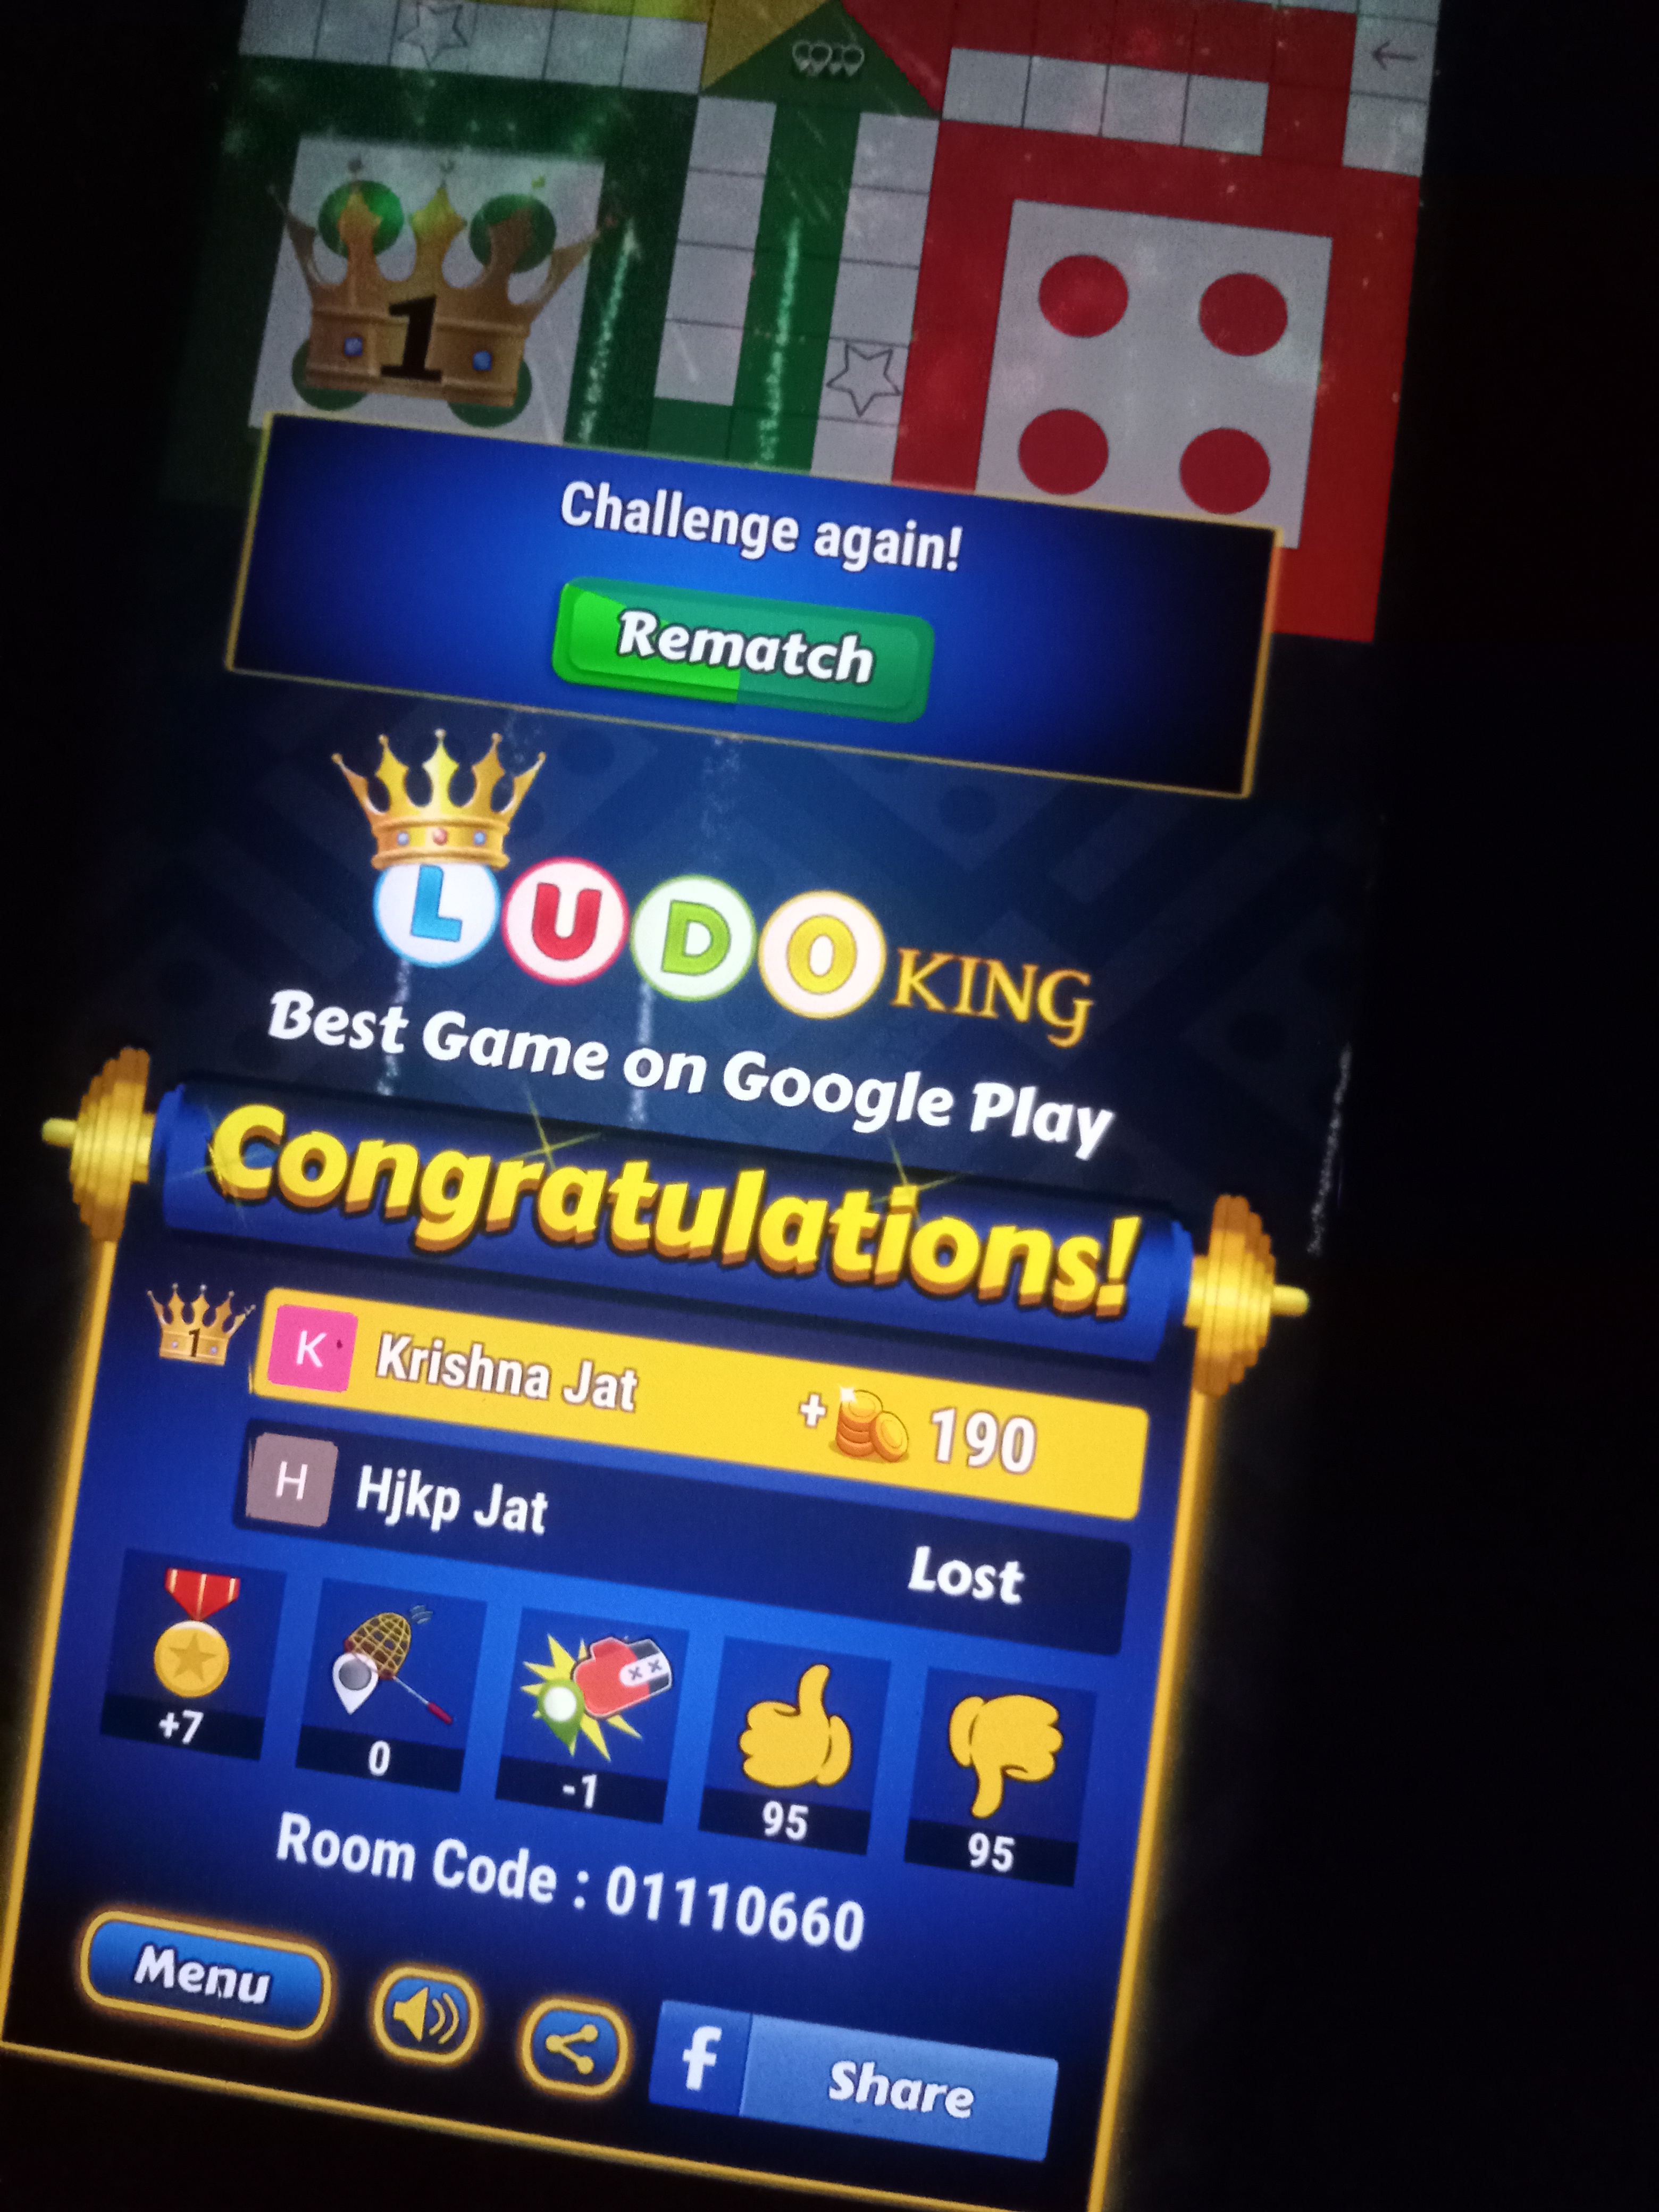 1
Challenge again!
Rematch
LUDO KING
Best Game on Google Play
Congratulations!
1 K Krishna Jat + 190
H Hjkp Jat Lost
+7 0 -1 95 95
Room Code : 01110660
Menu f Share